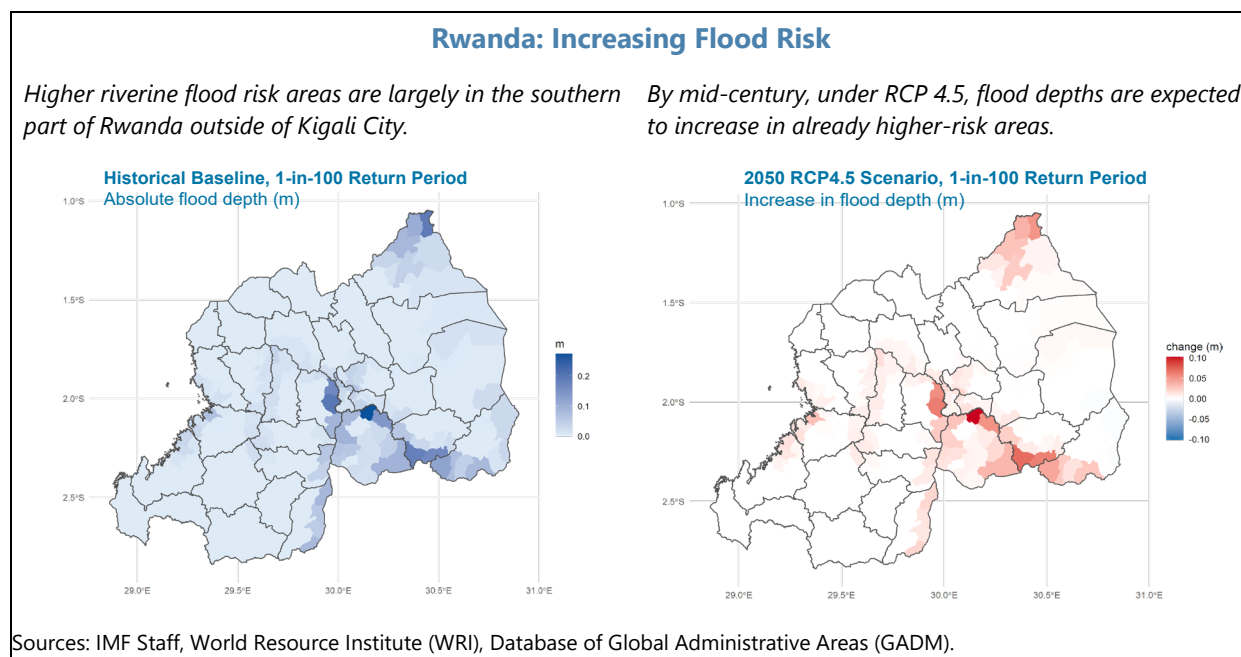 Rwanda: Increasing Flood Risk
Higher riverine flood risk areas are largely in the southern
part of Rwanda outside of Kigali City.
By mid-century, under RCP 4.5, flood depths are expected
to increase in already higher-risk areas.
Historical Baseline, 1-in-100 Return Period
Absolute flood depth (m)
1.0°S
1.5°S
2.0°S
2.5°S
29.0°E
29.5°E
30.0°E
30.5°E
31.0°E
m
0.2
0.1
0.0
2050 RCP4.5 Scenario, 1-in-100 Return Period
Increase in flood depth (m)
1.0°S
1.5°S
2.0°S
2.5°S
29.0°E
29.5°E
30.0°E
30.5°E
31.0°E
change (m)
0.10
0.05
0.00
-0.05
-0.10
Sources: IMF Staff, World Resource Institute (WRI), Database of Global Administrative Areas (GADM).